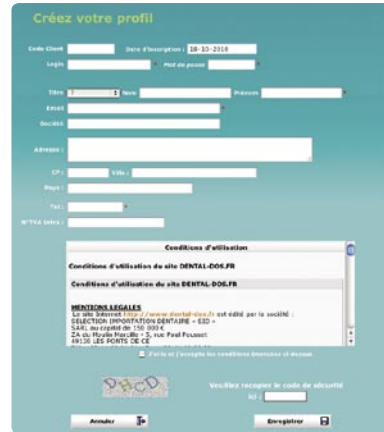 Créez votre profil
Code Client Date d'inscription : 18-10-2010
Login * Mot de passe *
Titre ? Nom Prénom *
Email *
Société
Adresse :
CP : Ville :
Pays :
Tel : *
N°TVA Intra :
Conditions d'utilisation
Conditions d'utilisation du site DENTAL-DOS.FR
Conditions d'utilisation du site DENTAL-DOS.FR
MENTIONS LEGALES
Le site Internet http://www.dental-dos.fr est édité par la société :
SELECTION IMPORTATION DENTAIRE « SID »
SARL au capital de 150 000 €
ZA du Moulin Marcille - 5, rue Paul Pousset
49130 LES PONTS DE CE
J'ai lu et j'accepte les conditions énoncées ci dessus.
Veuillez recopier le code de sécurité
ici :
Annuler Enregistrer